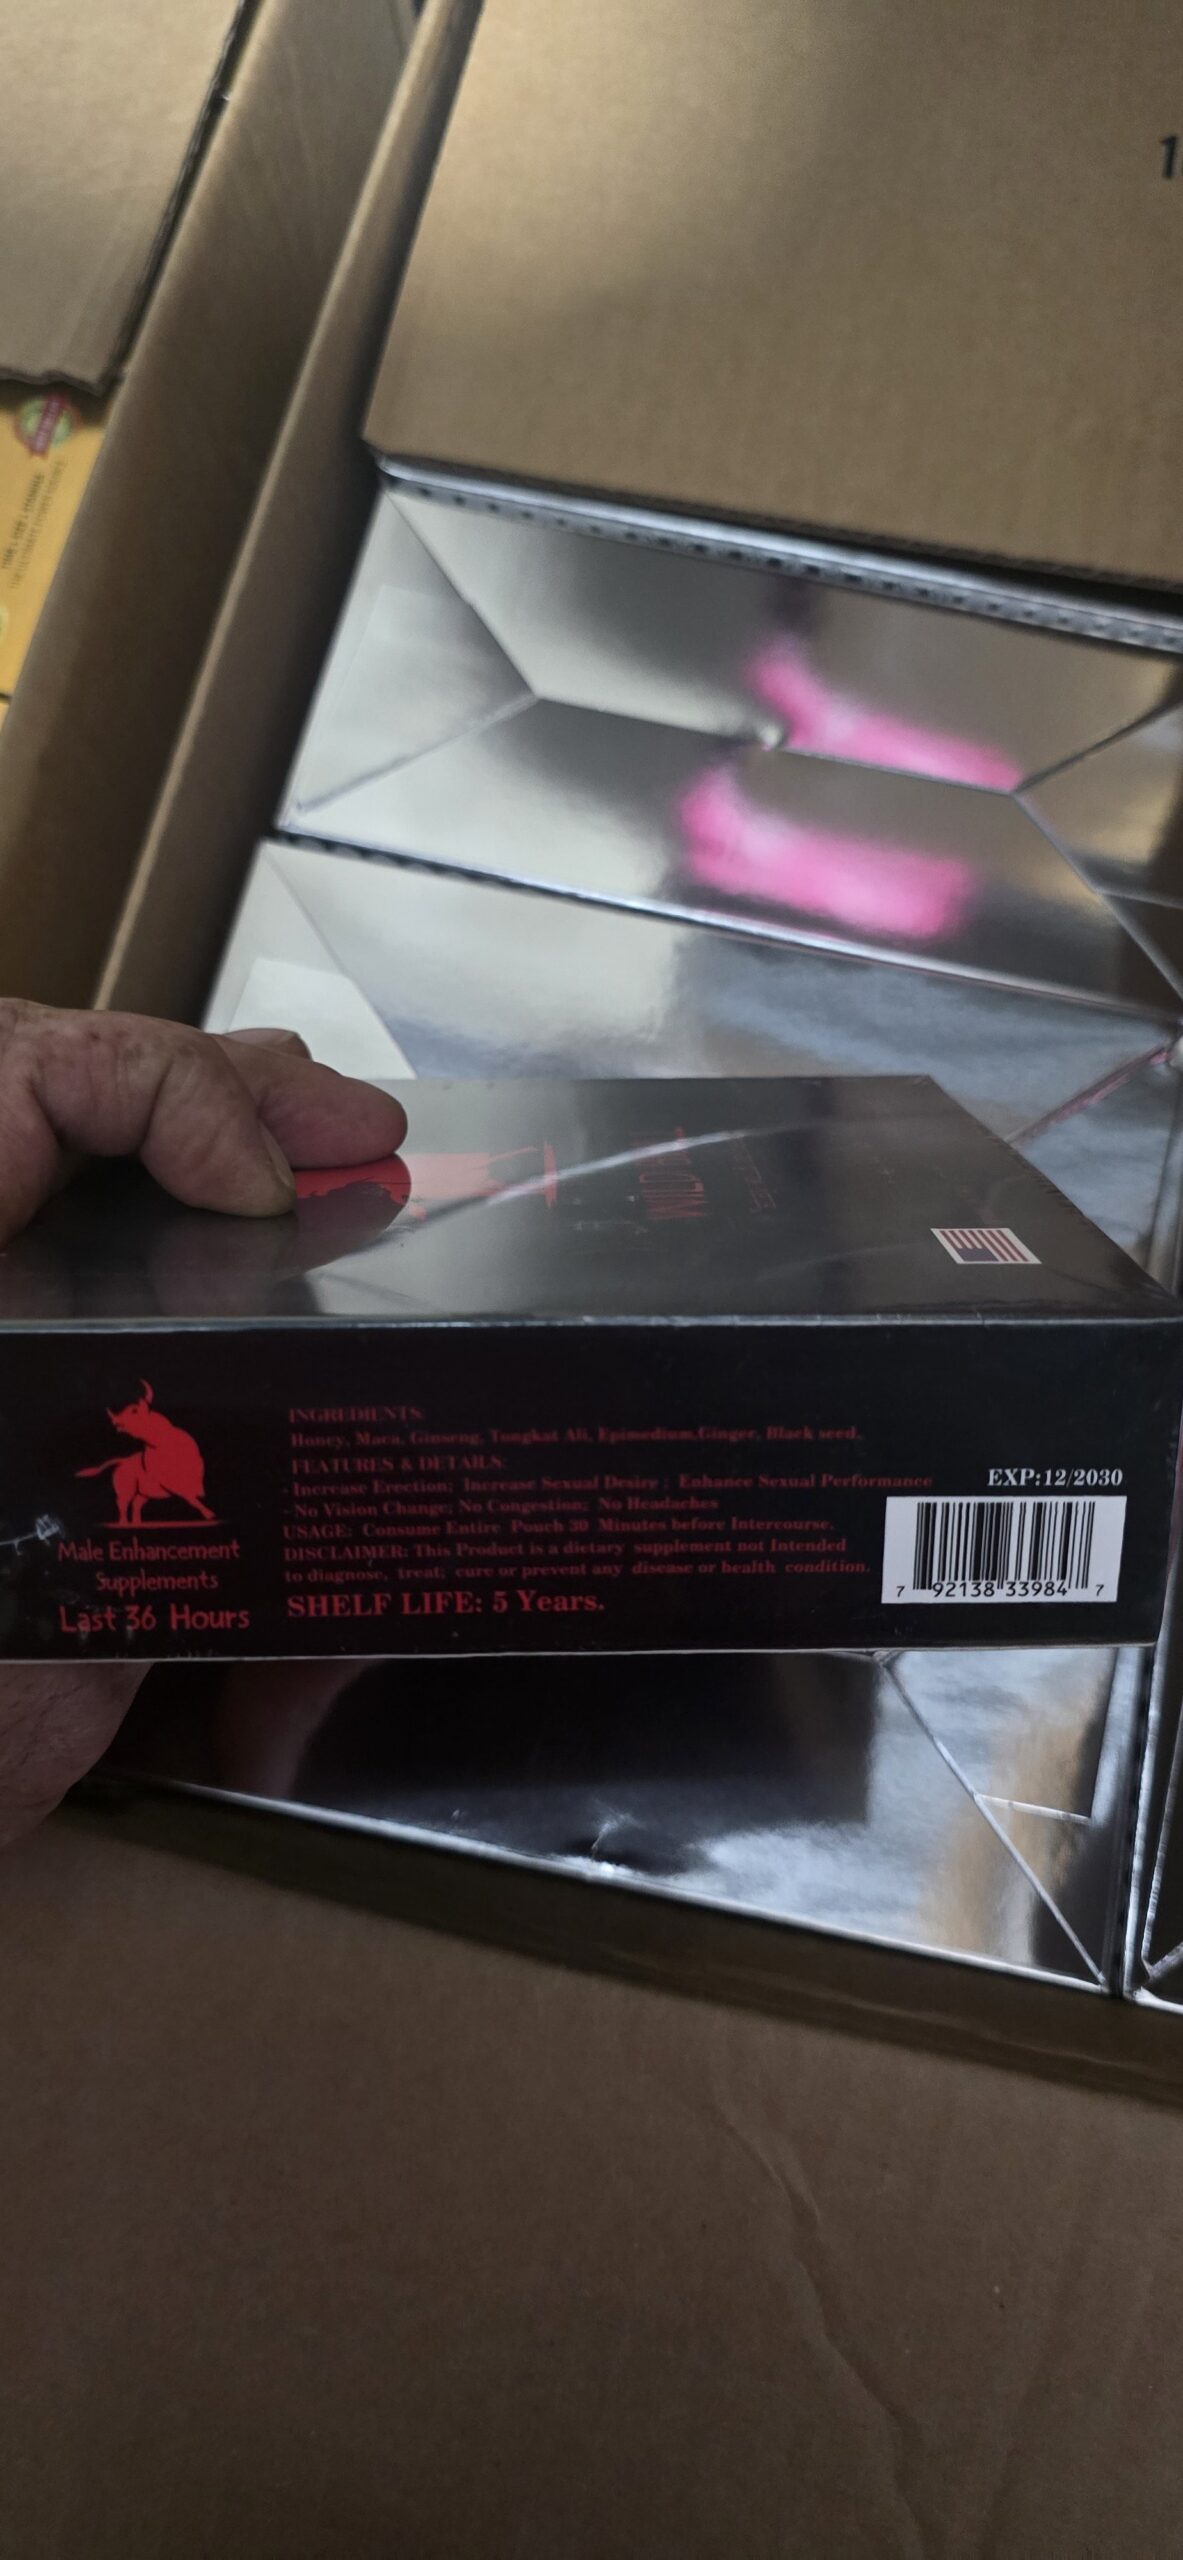 1
WILD
INGREDIENTS:
Honey, Maca, Ginseng, Tongkat Ali, Epimedium,Ginger, Black seed.
FEATURES & DETAILS:
- Increase Erection; Increase Sexual Desire ; Enhance Sexual Performance
- No Vision Change; No Congestion; No Headaches
USAGE: Consume Entire Pouch 30 Minutes before Intercourse.
DISCLAIMER: This Product is a dietary supplement not Intended
to diagnose, treat; cure or prevent any disease or health condition.
SHELF LIFE: 5 Years.
Male Enhancement
Supplements
Last 36 Hours
EXP:12/2030
7 92138 33984 7